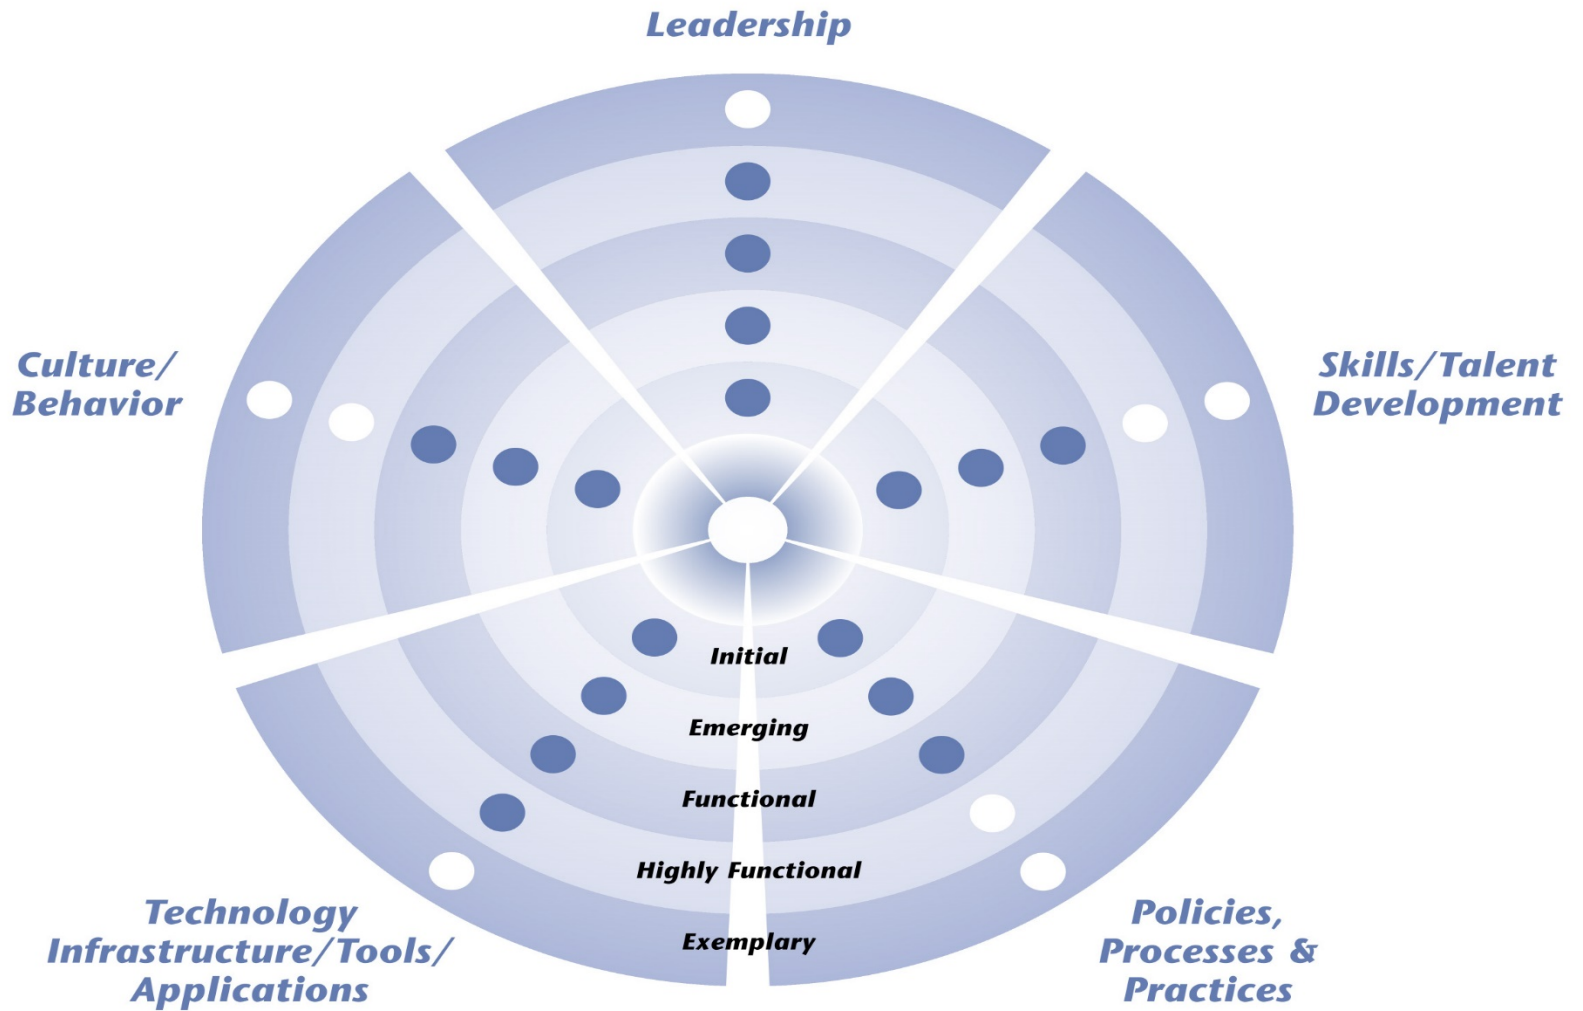 Leadership
Culture/
Behavior
Skills/Talent
Development
Initial
Emerging
Functional
Highly Functional
Exemplary
Technology
Infrastructure/Tools/
Applications
Policies,
Processes &
Practices